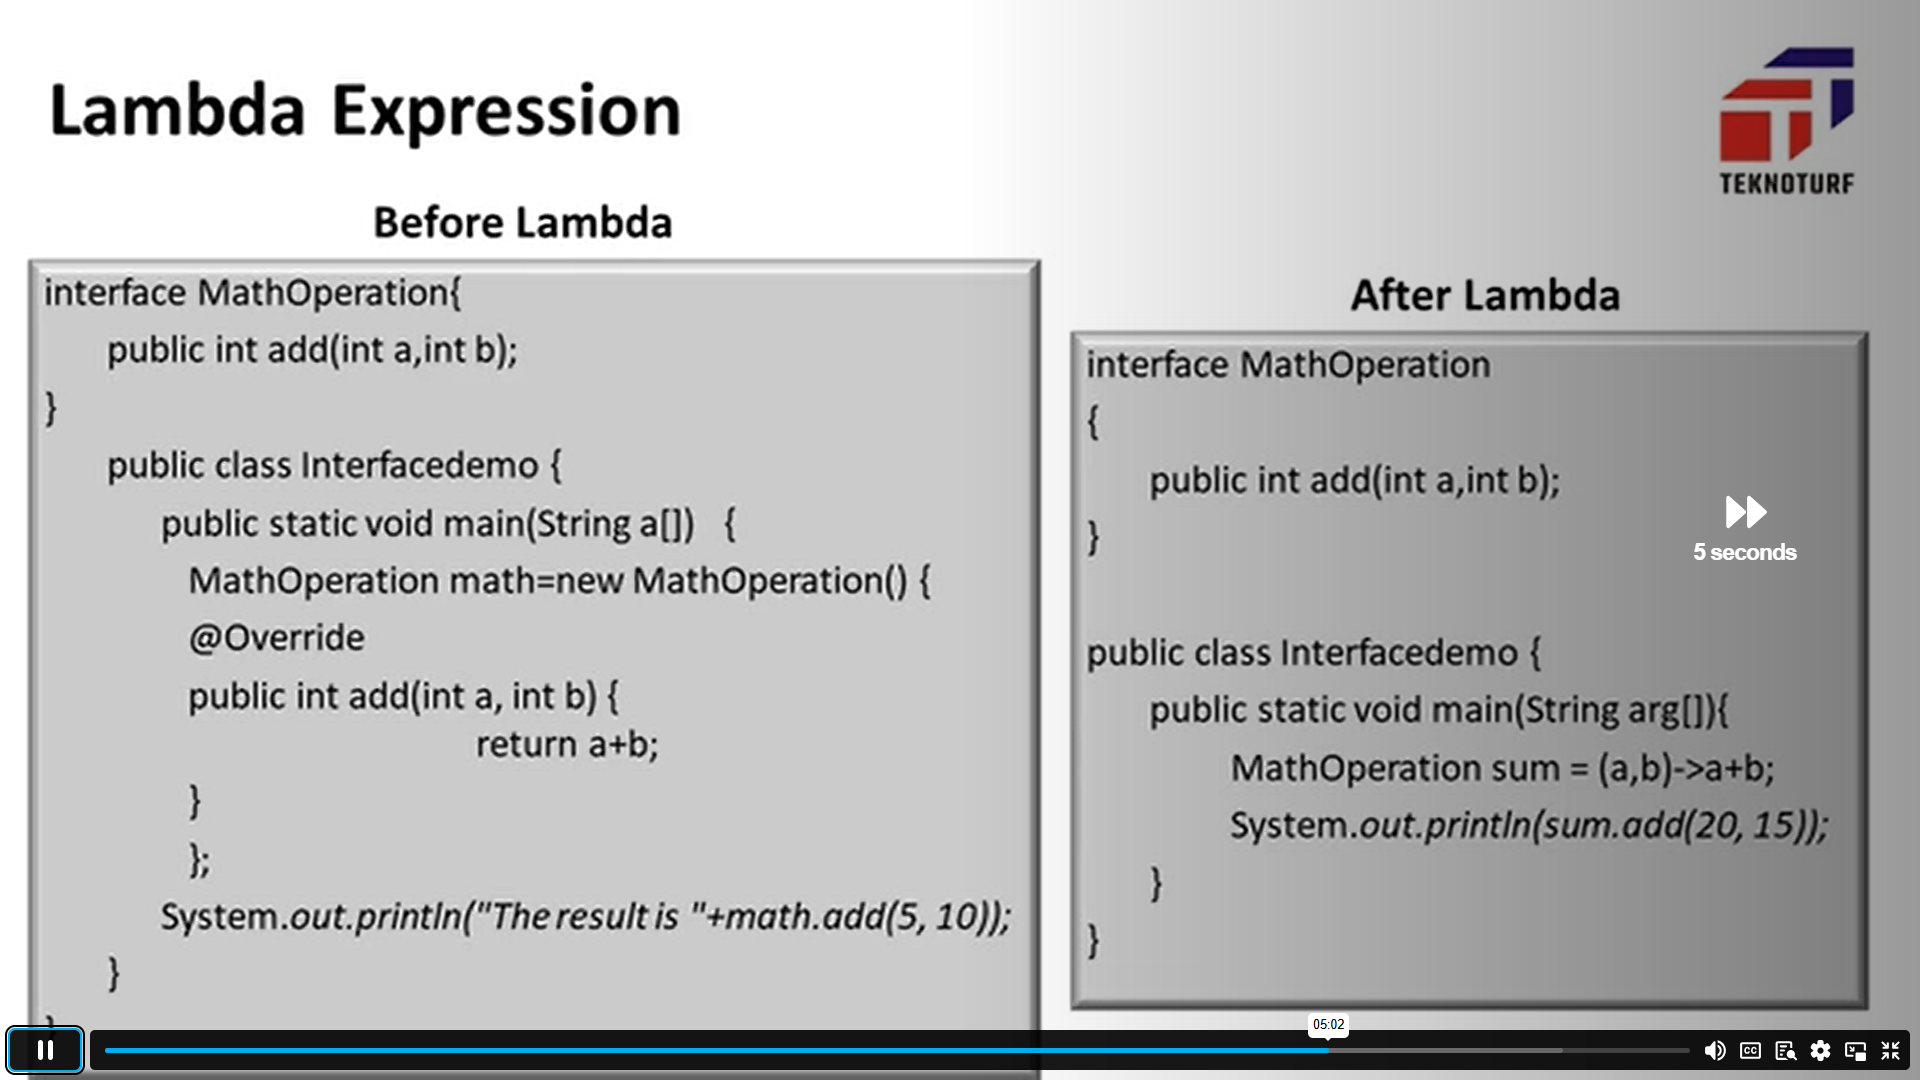 Lambda Expression
TEKNOTURF
Before Lambda
interface MathOperation{
public int add(int a,int b);
}
public class Interfacedemo {
public static void main(String a[]) {
MathOperation math=new MathOperation() {
@Override
public int add(int a, int b) {
return a+b;
}
};
System.out.println("The result is "+math.add(5, 10));
}
}
After Lambda
interface MathOperation
{
public int add(int a,int b);
}
public class Interfacedemo {
public static void main(String arg[]){
MathOperation sum = (a,b)->a+b;
System.out.println(sum.add(20, 15));
}
}
5 seconds
05:02
CC